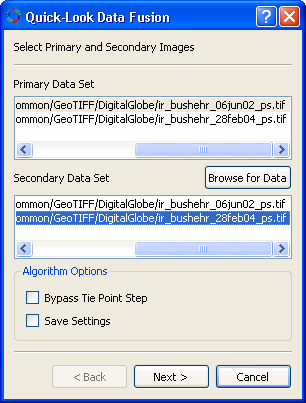 Quick-Look Data Fusion
Select Primary and Secondary Images
Primary Data Set
ommon/GeoTIFF/DigitalGlobe/ir_bushehr_06jun02_ps.tif
ommon/GeoTIFF/DigitalGlobe/ir_bushehr_28feb04_ps.tif
Secondary Data Set
Browse for Data
ommon/GeoTIFF/DigitalGlobe/ir_bushehr_06jun02_ps.tif
ommon/GeoTIFF/DigitalGlobe/ir_bushehr_28feb04_ps.tif
Algorithm Options
Bypass Tie Point Step
Save Settings
< Back
Next >
Cancel